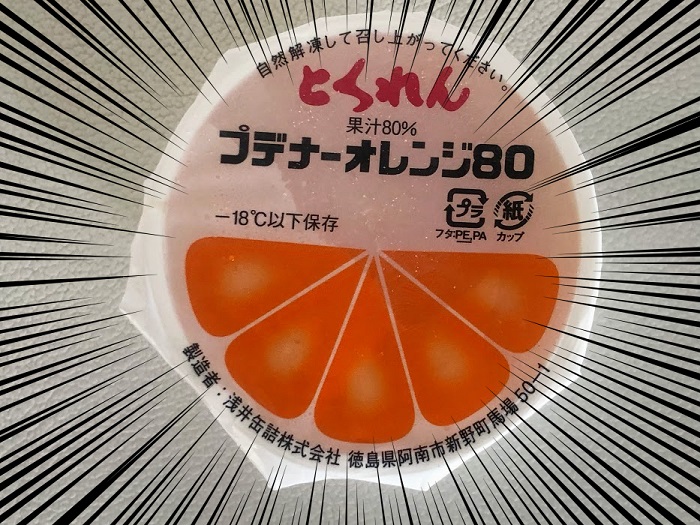 自然解凍して召し上がってください。
とくれん
果汁80%
プデナーオレンジ80
-18℃以下保存
プラ
フタ:PE,PA
紙
カップ
製造者：浅井缶詰株式会社 徳島県阿南市新野町馬場50-1